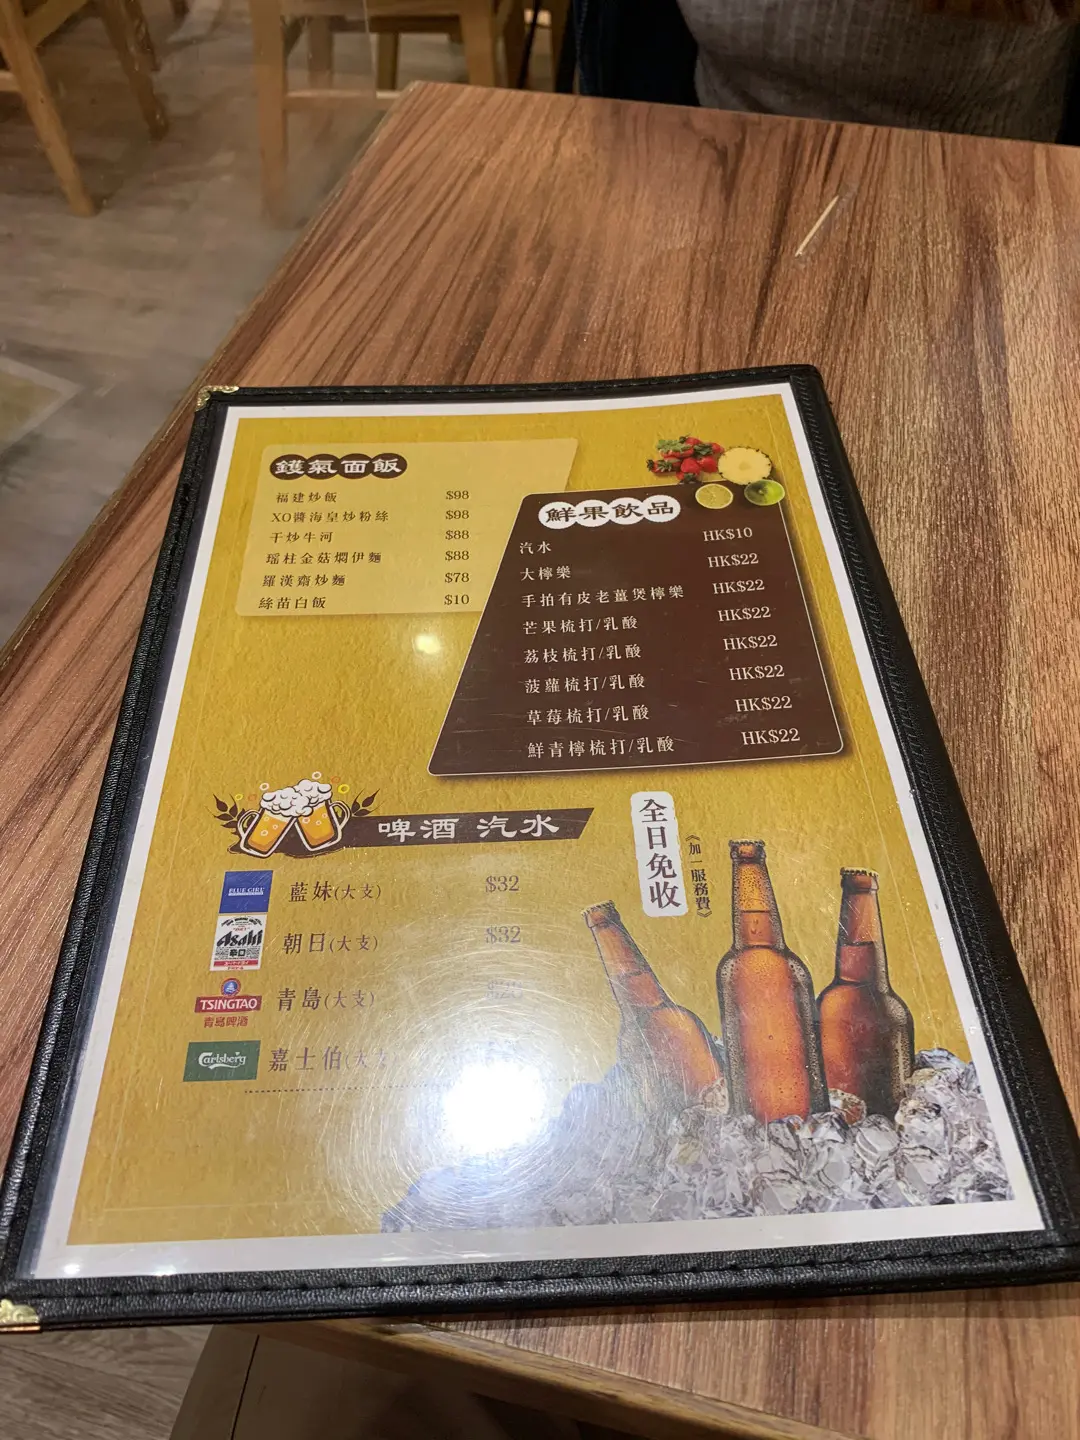 鑊氣面飯
福建炒飯 $98
XO醬海皇炒粉絲 $98
干炒牛河 $88
瑶柱金菇燜伊麵 $88
羅漢齋炒麵 $78
絲苗白飯 $10
鮮果飲品
汽水 HK$10
大檸樂 HK$22
手拍有皮老薑煲檸樂 HK$22
芒果梳打/乳酸 HK$22
荔枝梳打/乳酸 HK$22
菠蘿梳打/乳酸 HK$22
草莓梳打/乳酸 HK$22
鮮青檸梳打/乳酸 HK$22
啤酒 汽水
BLUE GIRL 藍妹(大支) $32
Asahi 朝日(大支) $32
TSINGTAO 青島(大支)
青島啤酒
Carlsberg 嘉士伯(大支
全日免收
《加一服務費》